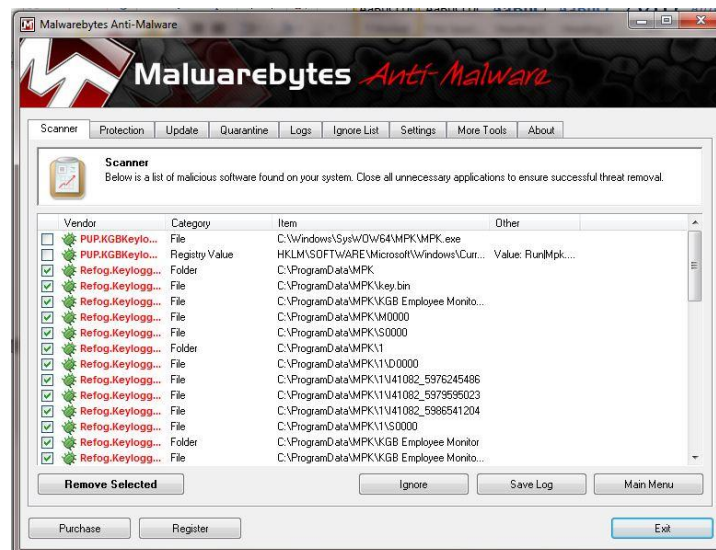 Malwarebytes Anti-Malware
Malwarebytes Anti-Malware
Scanner Protection Update Quarantine Logs Ignore List Settings More Tools About
Scanner
Below is a list of malicious software found on your system. Close all unnecessary applications to ensure successful threat removal.
Vendor Category Item Other
PUP.KGBKeylo... File C:\Windows\SysWOW64\MPK\MPK.exe
PUP.KGBKeylo... Registry Value HKLM\SOFTWARE\Microsoft\Windows\Curr... Value: Run|Mpk....
Refog.Keylogg... Folder C:\ProgramData\MPK
Refog.Keylogg... File C:\ProgramData\MPK\key.bin
Refog.Keylogg... File C:\ProgramData\MPK\KGB Employee Monito...
Refog.Keylogg... File C:\ProgramData\MPK\M0000
Refog.Keylogg... File C:\ProgramData\MPK\S0000
Refog.Keylogg... Folder C:\ProgramData\MPK\1
Refog.Keylogg... File C:\ProgramData\MPK\1\D0000
Refog.Keylogg... File C:\ProgramData\MPK\1\I41082_5976245486
Refog.Keylogg... File C:\ProgramData\MPK\1\I41082_5979595023
Refog.Keylogg... File C:\ProgramData\MPK\1\I41082_5986541204
Refog.Keylogg... File C:\ProgramData\MPK\1\S0000
Refog.Keylogg... Folder C:\ProgramData\MPK\KGB Employee Monitor
Refog.Keylogg... File C:\ProgramData\MPK\KGB Employee Monito...
Remove Selected Ignore Save Log Main Menu
Purchase Register Exit